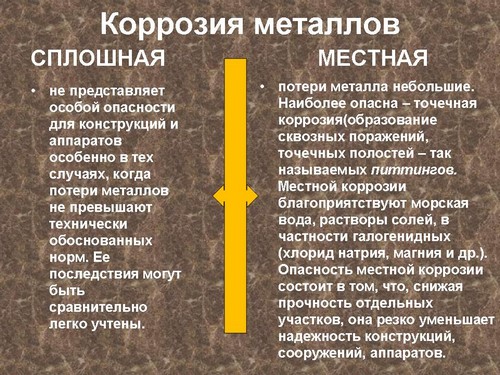 Коррозия металлов
СПЛОШНАЯ
• не представляет
особой опасности
для конструкций и
аппаратов
особенно в тех
случаях, когда
потери металлов
не превышают
технически
обоснованных
норм. Ее
последствия могут
быть
сравнительно
легко учтены.
МЕСТНАЯ
• потери металла небольшие.
Наиболее опасна – точечная
коррозия(образование
сквозных поражений,
точечных полостей – так
называемых питтингов.
Местной коррозии
благоприятствуют морская
вода, растворы солей, в
частности галогенидных
(хлорид натрия, магния и др.).
Опасность местной коррозии
состоит в том, что, снижая
прочность отдельных
участков, она резко уменьшает
надежность конструкций,
сооружений, аппаратов.